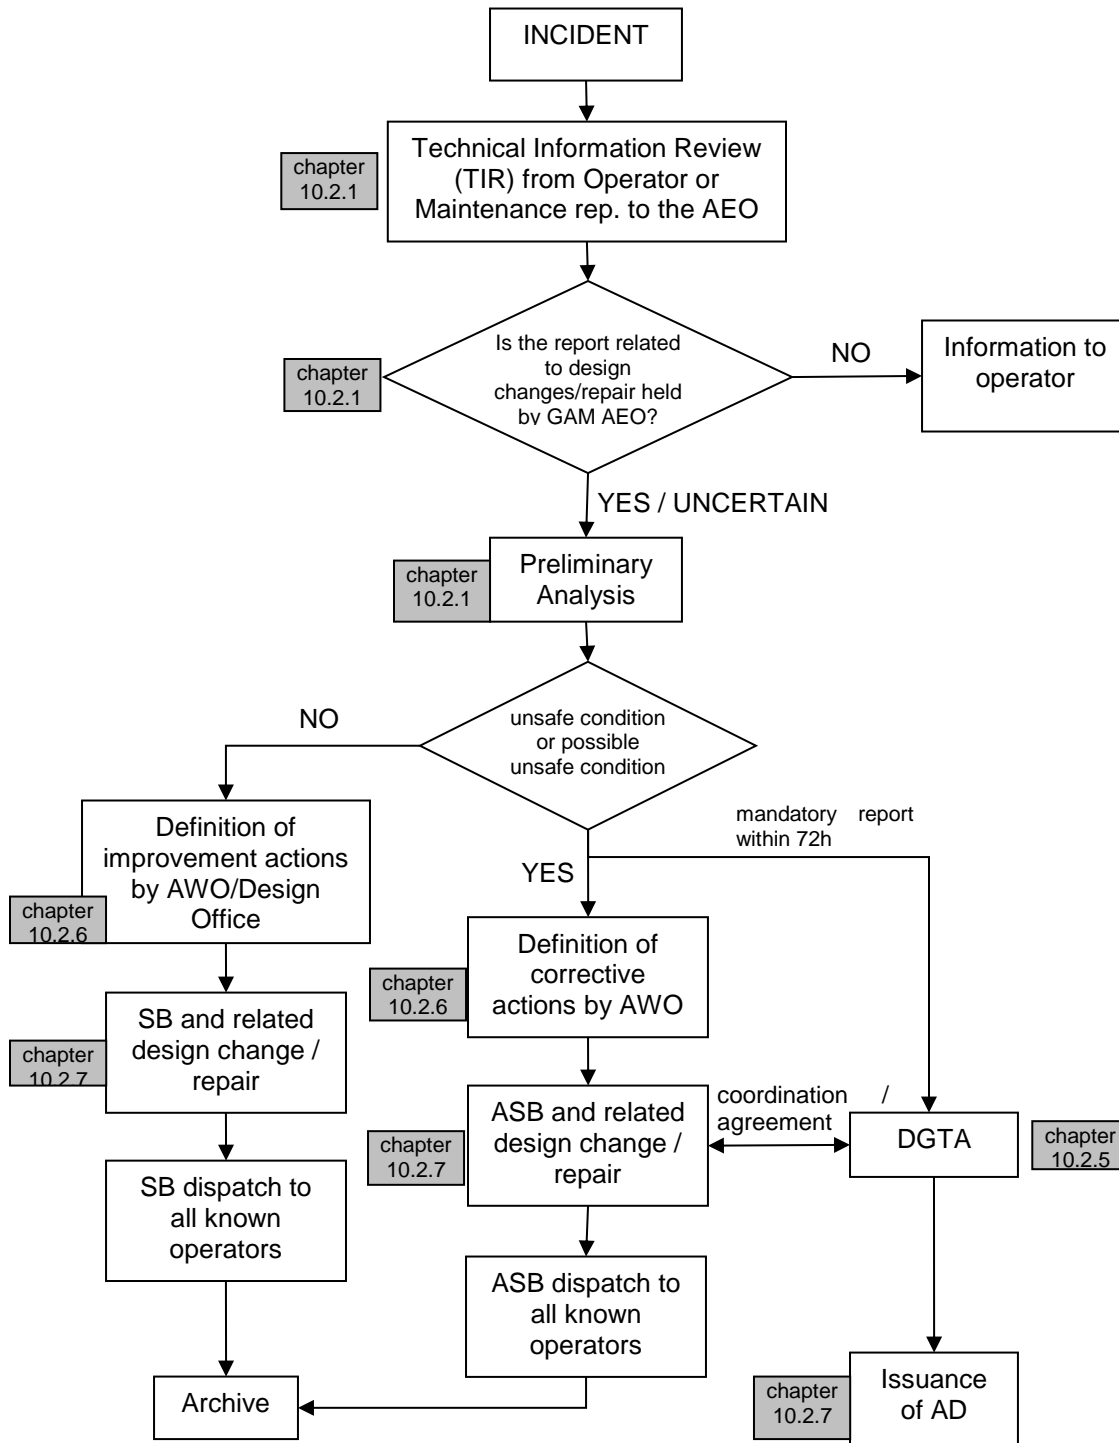 INCIDENT
chapter
10.2.1
Technical Information Review
(TIR) from Operator or
Maintenance rep. to the AEO
chapter
10.2.1
Is the report related
to design
changes/repair held
by GAM AEO?
NO
Information to
operator
YES / UNCERTAIN
chapter
10.2.1
Preliminary
Analysis
NO
unsafe condition
or possible
unsafe condition
mandatory report
within 72h
YES
Definition of
improvement actions
by AWO/Design
Office
chapter
10.2.6
chapter
10.2.6
Definition of
corrective
actions by AWO
chapter
10.2.7
SB and related
design change /
repair
chapter
10.2.7
ASB and related
design change /
repair
coordination /
agreement
DGTA
chapter
10.2.5
SB dispatch to
all known
operators
ASB dispatch to
all known
operators
Archive
chapter
10.2.7
Issuance
of AD